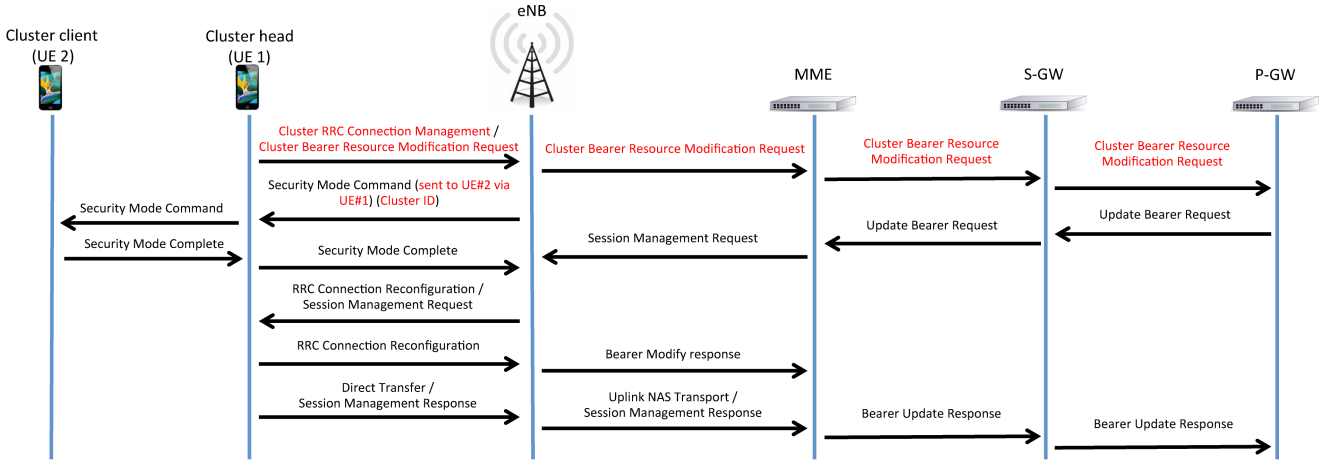 eNB
Cluster client
(UE 2)
Cluster head
(UE 1)
MME
S-GW
P-GW
Cluster RRC Connection Management /
Cluster Bearer Resource Modification Request
Cluster Bearer Resource Modification Request
Cluster Bearer Resource
Modification Request
Cluster Bearer Resource
Modification Request
Security Mode Command (sent to UE#2 via
UE#1) (Cluster ID)
Security Mode Command
Update Bearer Request
Update Bearer Request
Session Management Request
Security Mode Complete
Security Mode Complete
RRC Connection Reconfiguration /
Session Management Request
RRC Connection Reconfiguration
Bearer Modify response
Direct Transfer /
Session Management Response
Uplink NAS Transport /
Session Management Response
Bearer Update Response
Bearer Update Response